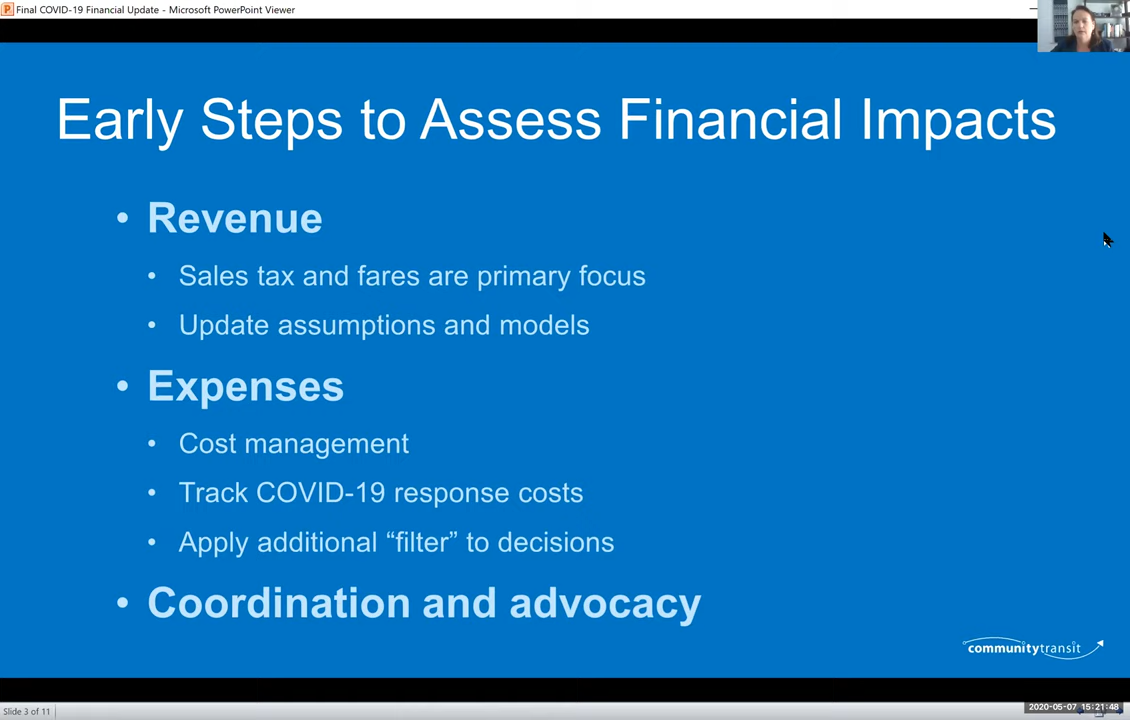 Final COVID-19 Financial Update - Microsoft PowerPoint Viewer
Early Steps to Assess Financial Impacts
• Revenue
• Sales tax and fares are primary focus
• Update assumptions and models
• Expenses
• Cost management
• Track COVID-19 response costs
• Apply additional “filter” to decisions
• Coordination and advocacy
communitytransit
Slide 3 of 11
2020-05-07 15:21:48